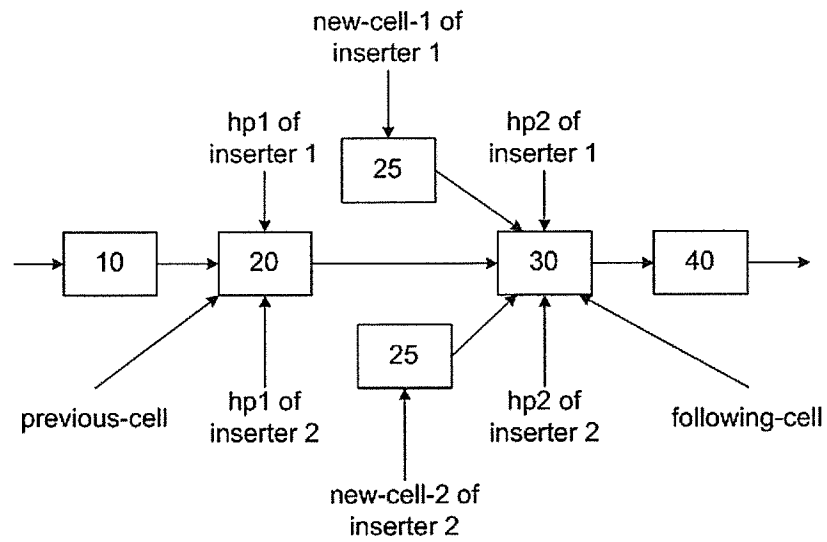 new-cell-1 of
inserter 1
hp1 of
inserter 1
hp2 of
inserter 1
25
10
20
30
40
25
previous-cell
hp1 of
inserter 2
hp2 of
inserter 2
following-cell
new-cell-2 of
inserter 2